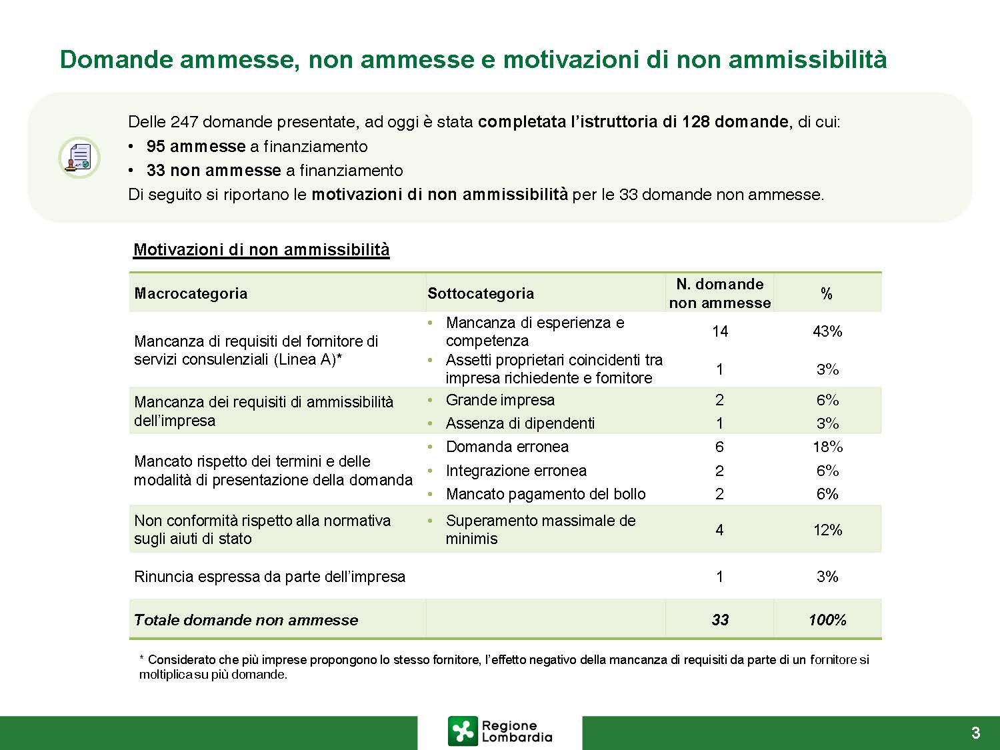 Domande ammesse, non ammesse e motivazioni di non ammissibilità
Delle 247 domande presentate, ad oggi è stata completata l’istruttoria di 128 domande, di cui:
• 95 ammesse a finanziamento
• 33 non ammesse a finanziamento
Di seguito si riportano le motivazioni di non ammissibilità per le 33 domande non ammesse.
Motivazioni di non ammissibilità
Macrocategoria Sottocategoria N. domande non ammesse %
Mancanza di requisiti del fornitore di
servizi consulenziali (Linea A)*
• Mancanza di esperienza e
competenza 14 43%
• Assetti proprietari coincidenti tra
impresa richiedente e fornitore 1 3%
Mancanza dei requisiti di ammissibilità
dell’impresa
• Grande impresa 2 6%
• Assenza di dipendenti 1 3%
Mancato rispetto dei termini e delle
modalità di presentazione della domanda
• Domanda erronea 6 18%
• Integrazione erronea 2 6%
• Mancato pagamento del bollo 2 6%
Non conformità rispetto alla normativa
sugli aiuti di stato
• Superamento massimale de
minimis 4 12%
Rinuncia espressa da parte dell’impresa 1 3%
Totale domande non ammesse 33 100%
* Considerato che più imprese propongono lo stesso fornitore, l’effetto negativo della mancanza di requisiti da parte di un fornitore si
moltiplica su più domande.
Regione
Lombardia
3